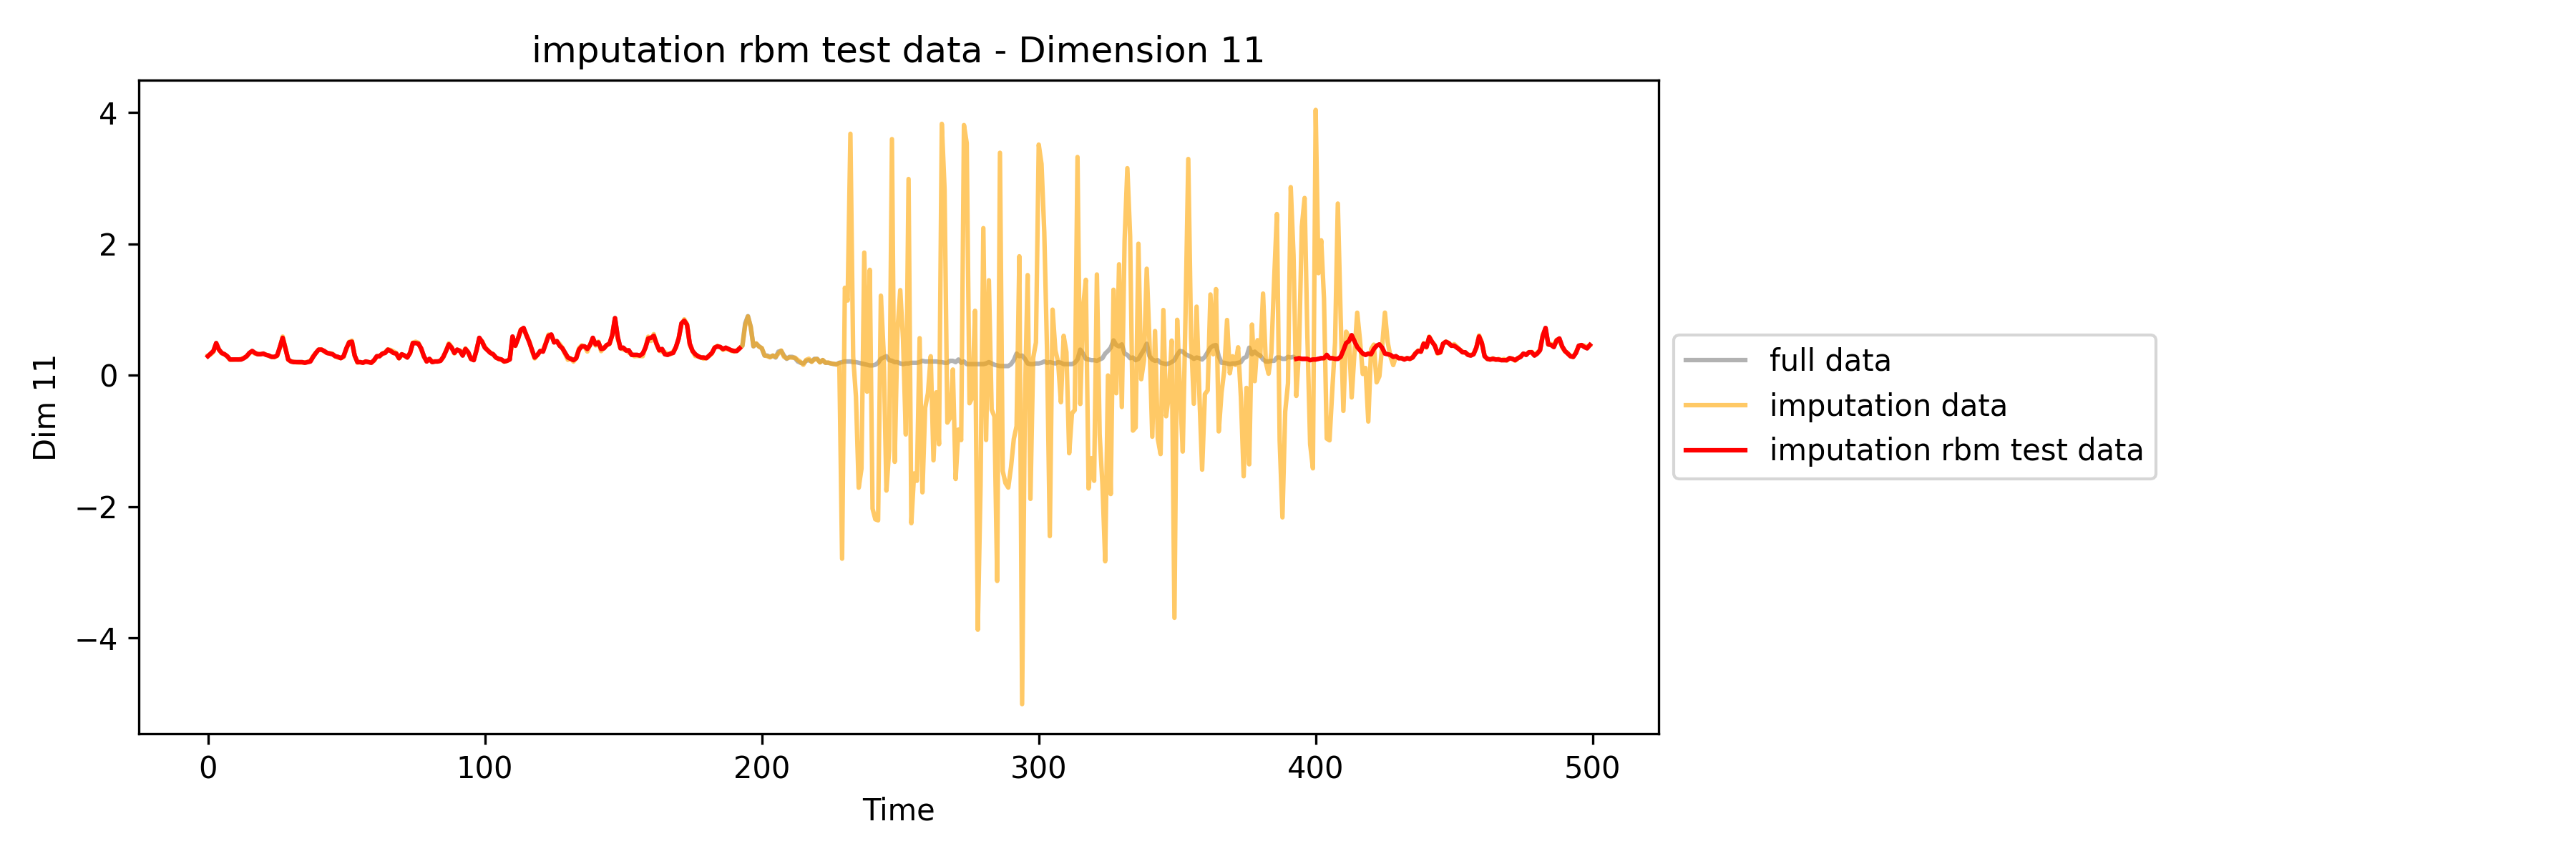 imputation rbm test data - Dimension 11
4
2
0
−2
−4
Dim 11
0 100 200 300 400 500
Time
full data
imputation data
imputation rbm test data